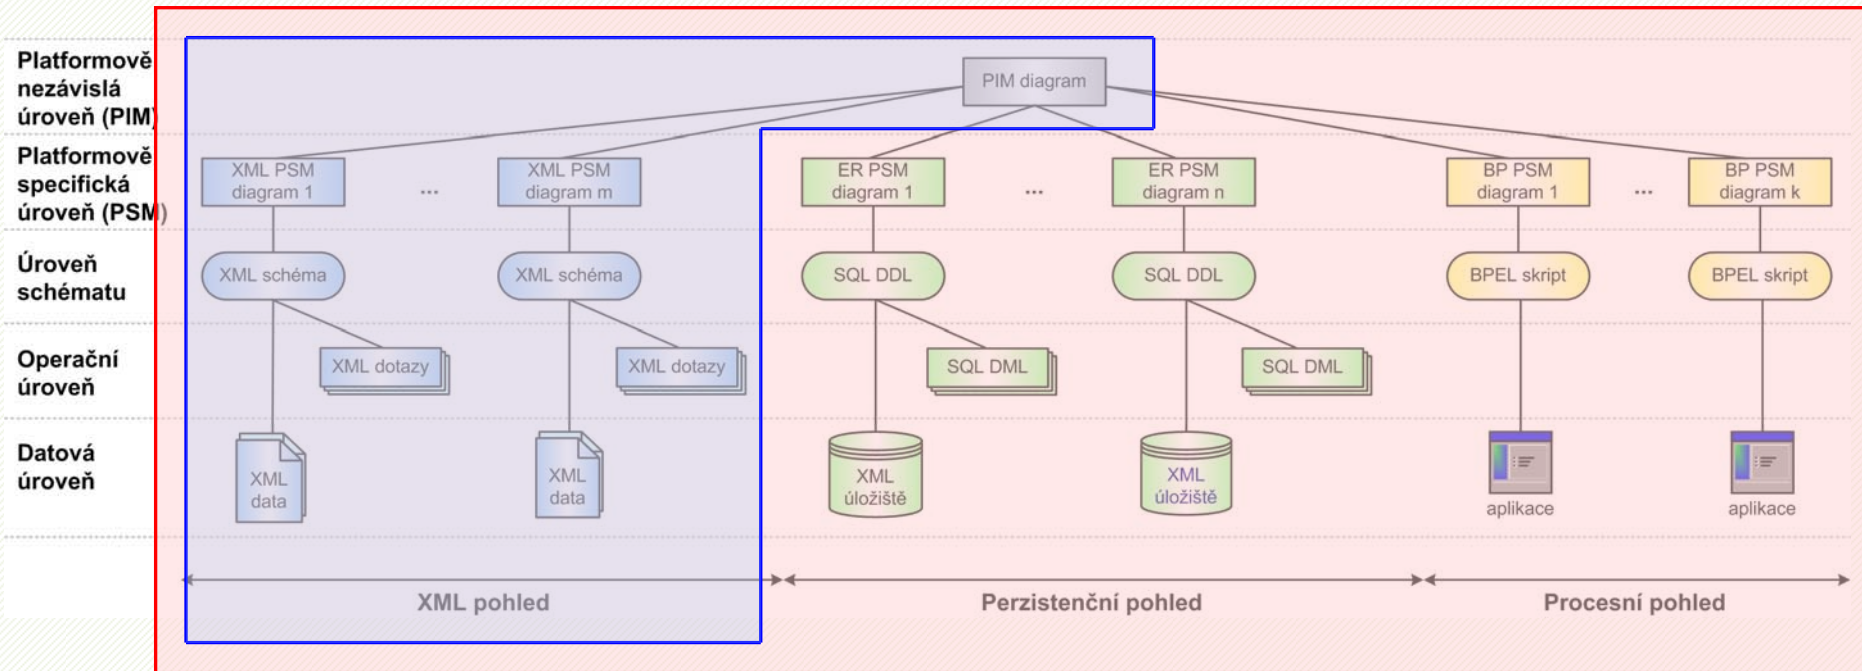 Platformově
nezávislá
úroveň (PIM)
PIM diagram
Platformově
specifická
úroveň (PSM)
XML PSM
diagram 1
...
XML PSM
diagram m
ER PSM
diagram 1
...
ER PSM
diagram n
BP PSM
diagram 1
...
BP PSM
diagram k
Úroveň
schématu
XML schéma
XML schéma
SQL DDL
SQL DDL
BPEL skript
BPEL skript
Operační
úroveň
XML dotazy
XML dotazy
SQL DML
SQL DML
Datová
úroveň
XML
data
XML
data
XML
úložiště
XML
úložiště
aplikace
aplikace
XML pohled
Perzistenční pohled
Procesní pohled